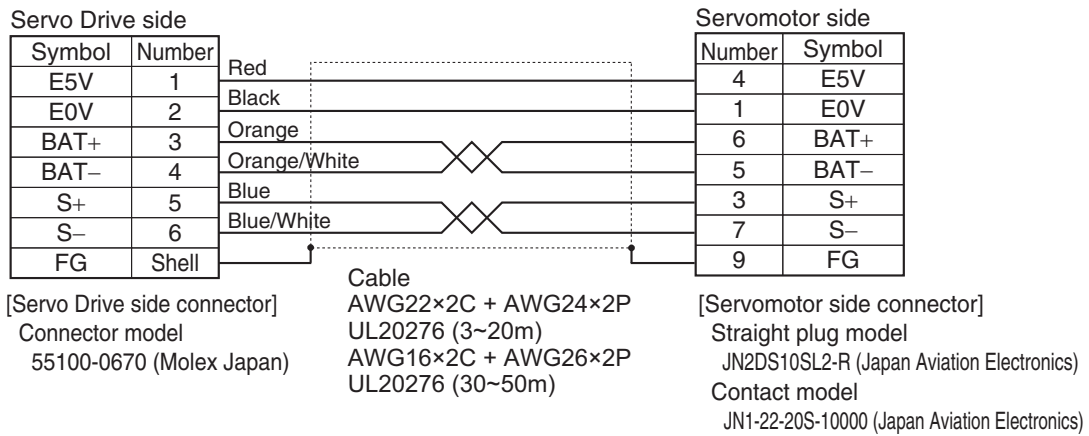 Servo Drive side
Symbol Number
E5V 1
E0V 2
BAT+ 3
BAT− 4
S+ 5
S− 6
FG Shell
Red
Black
Orange
Orange/White
Blue
Blue/White
Servomotor side
Number Symbol
4 E5V
1 E0V
6 BAT+
5 BAT−
3 S+
7 S−
9 FG
[Servo Drive side connector]
Connector model
55100-0670 (Molex Japan)
Cable
AWG22×2C + AWG24×2P
UL20276 (3~20m)
AWG16×2C + AWG26×2P
UL20276 (30~50m)
[Servomotor side connector]
Straight plug model
JN2DS10SL2-R (Japan Aviation Electronics)
Contact model
JN1-22-20S-10000 (Japan Aviation Electronics)